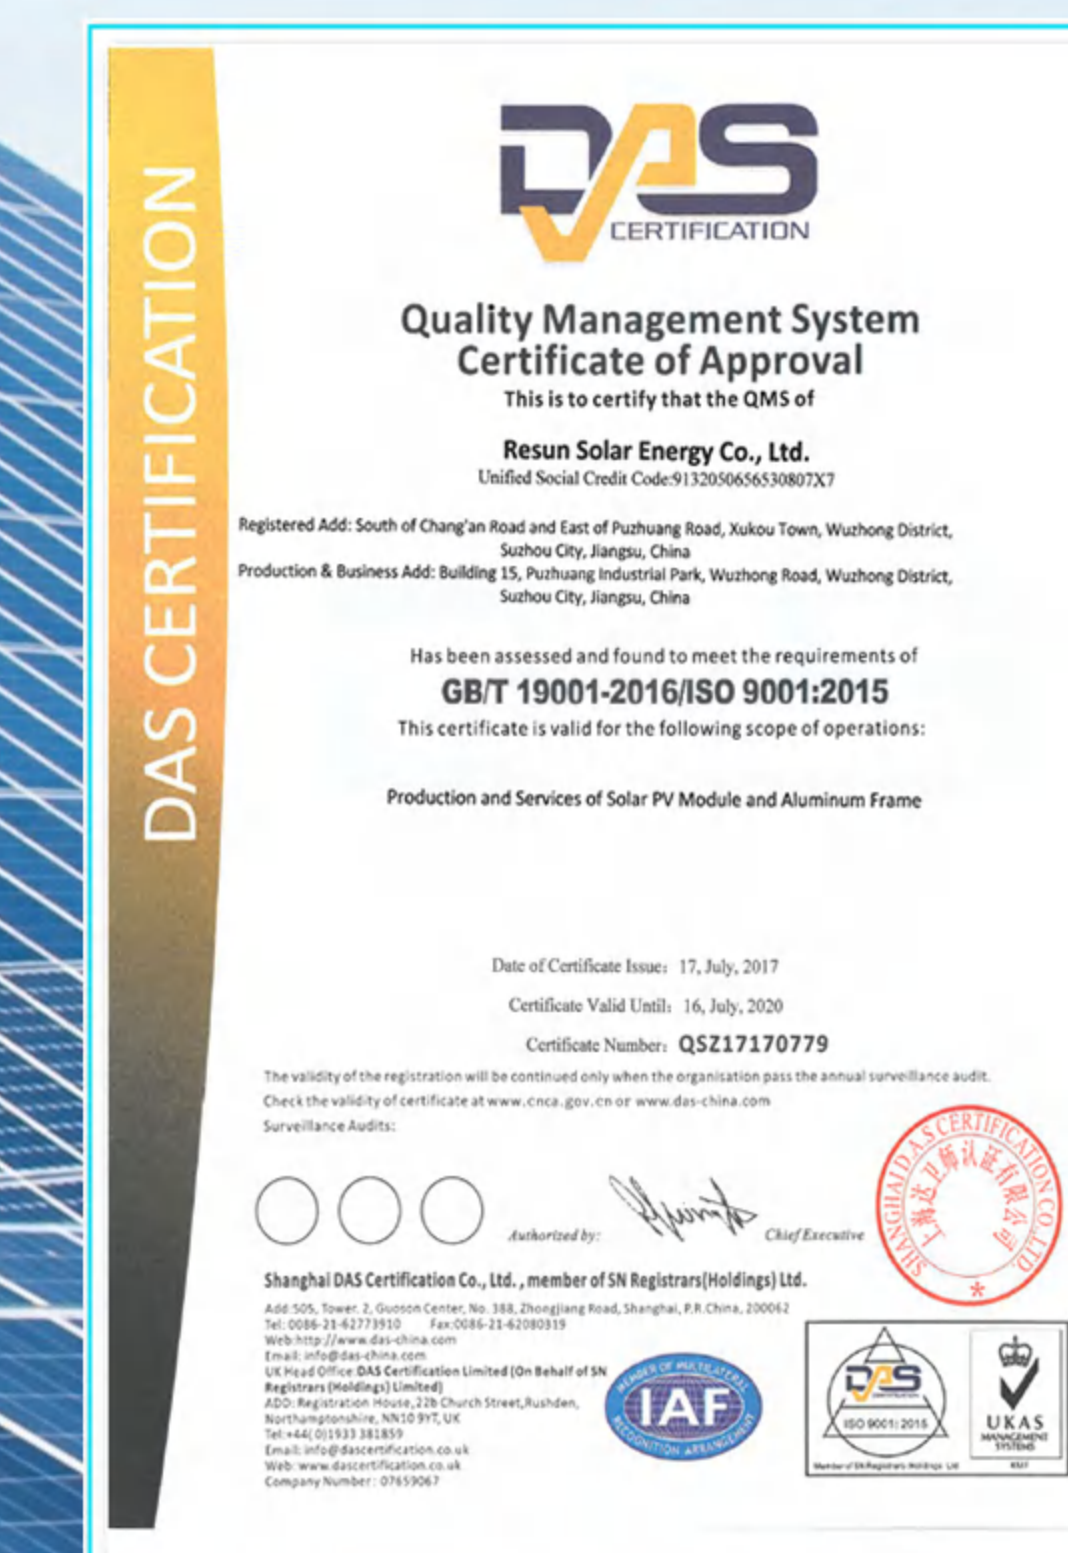 DAS CERTIFICATION
DAS
CERTIFICATION
Quality Management System
Certificate of Approval
This is to certify that the QMS of
Resun Solar Energy Co., Ltd.
Unified Social Credit Code:9132050656530807X7
Registered Add: South of Chang'an Road and East of Puzhuang Road, Xukou Town, Wuzhong District,
Suzhou City, Jiangsu, China
Production & Business Add: Building 15, Puzhuang Industrial Park, Wuzhong Road, Wuzhong District,
Suzhou City, Jiangsu, China
Has been assessed and found to meet the requirements of
GB/T 19001-2016/ISO 9001:2015
This certificate is valid for the following scope of operations:
Production and Services of Solar PV Module and Aluminum Frame
Date of Certificate Issue: 17, July, 2017
Certificate Valid Until: 16, July, 2020
Certificate Number: QSZ17170779
The validity of the registration will be continued only when the organisation pass the annual surveillance audit.
Check the validity of certificate at www.cnca.gov.cn or www.das-china.com
Surveillance Audits:
Authorized by:
Chief Executive
SHANGHAI DAS CERTIFICATION CO., LTD.
上海达卫师认证有限公司
Shanghai DAS Certification Co., Ltd. , member of SN Registrars(Holdings) Ltd.
Add:505, Tower. 2, Guoson Center, No. 388, Zhongjiang Road, Shanghai, P.R.China, 200062
Tel: 0086-21-62773910 Fax:0086-21-62080319
Web:http://www.das-china.com
Email: info@das-china.com
UK Head Office:DAS Certification Limited (On Behalf of SN
Registrars (Holdings) Limited)
ADD: Registration House, 22b Church Street,Rushden,
Northamptonshire, NN10 9YT, UK
Tel:+44(0)1933 381859
Email: info@dascertification.co.uk
Web: www.dascertification.co.uk
Company Number: 07659067
MEMBER OF MULTILATERAL
IAF
RECOGNITION ARRANGEMENT
DAS
CERTIFICATION
ISO 9001: 2015
Member of SN Registrars Holdings Ltd
UKAS
MANAGEMENT
SYSTEMS